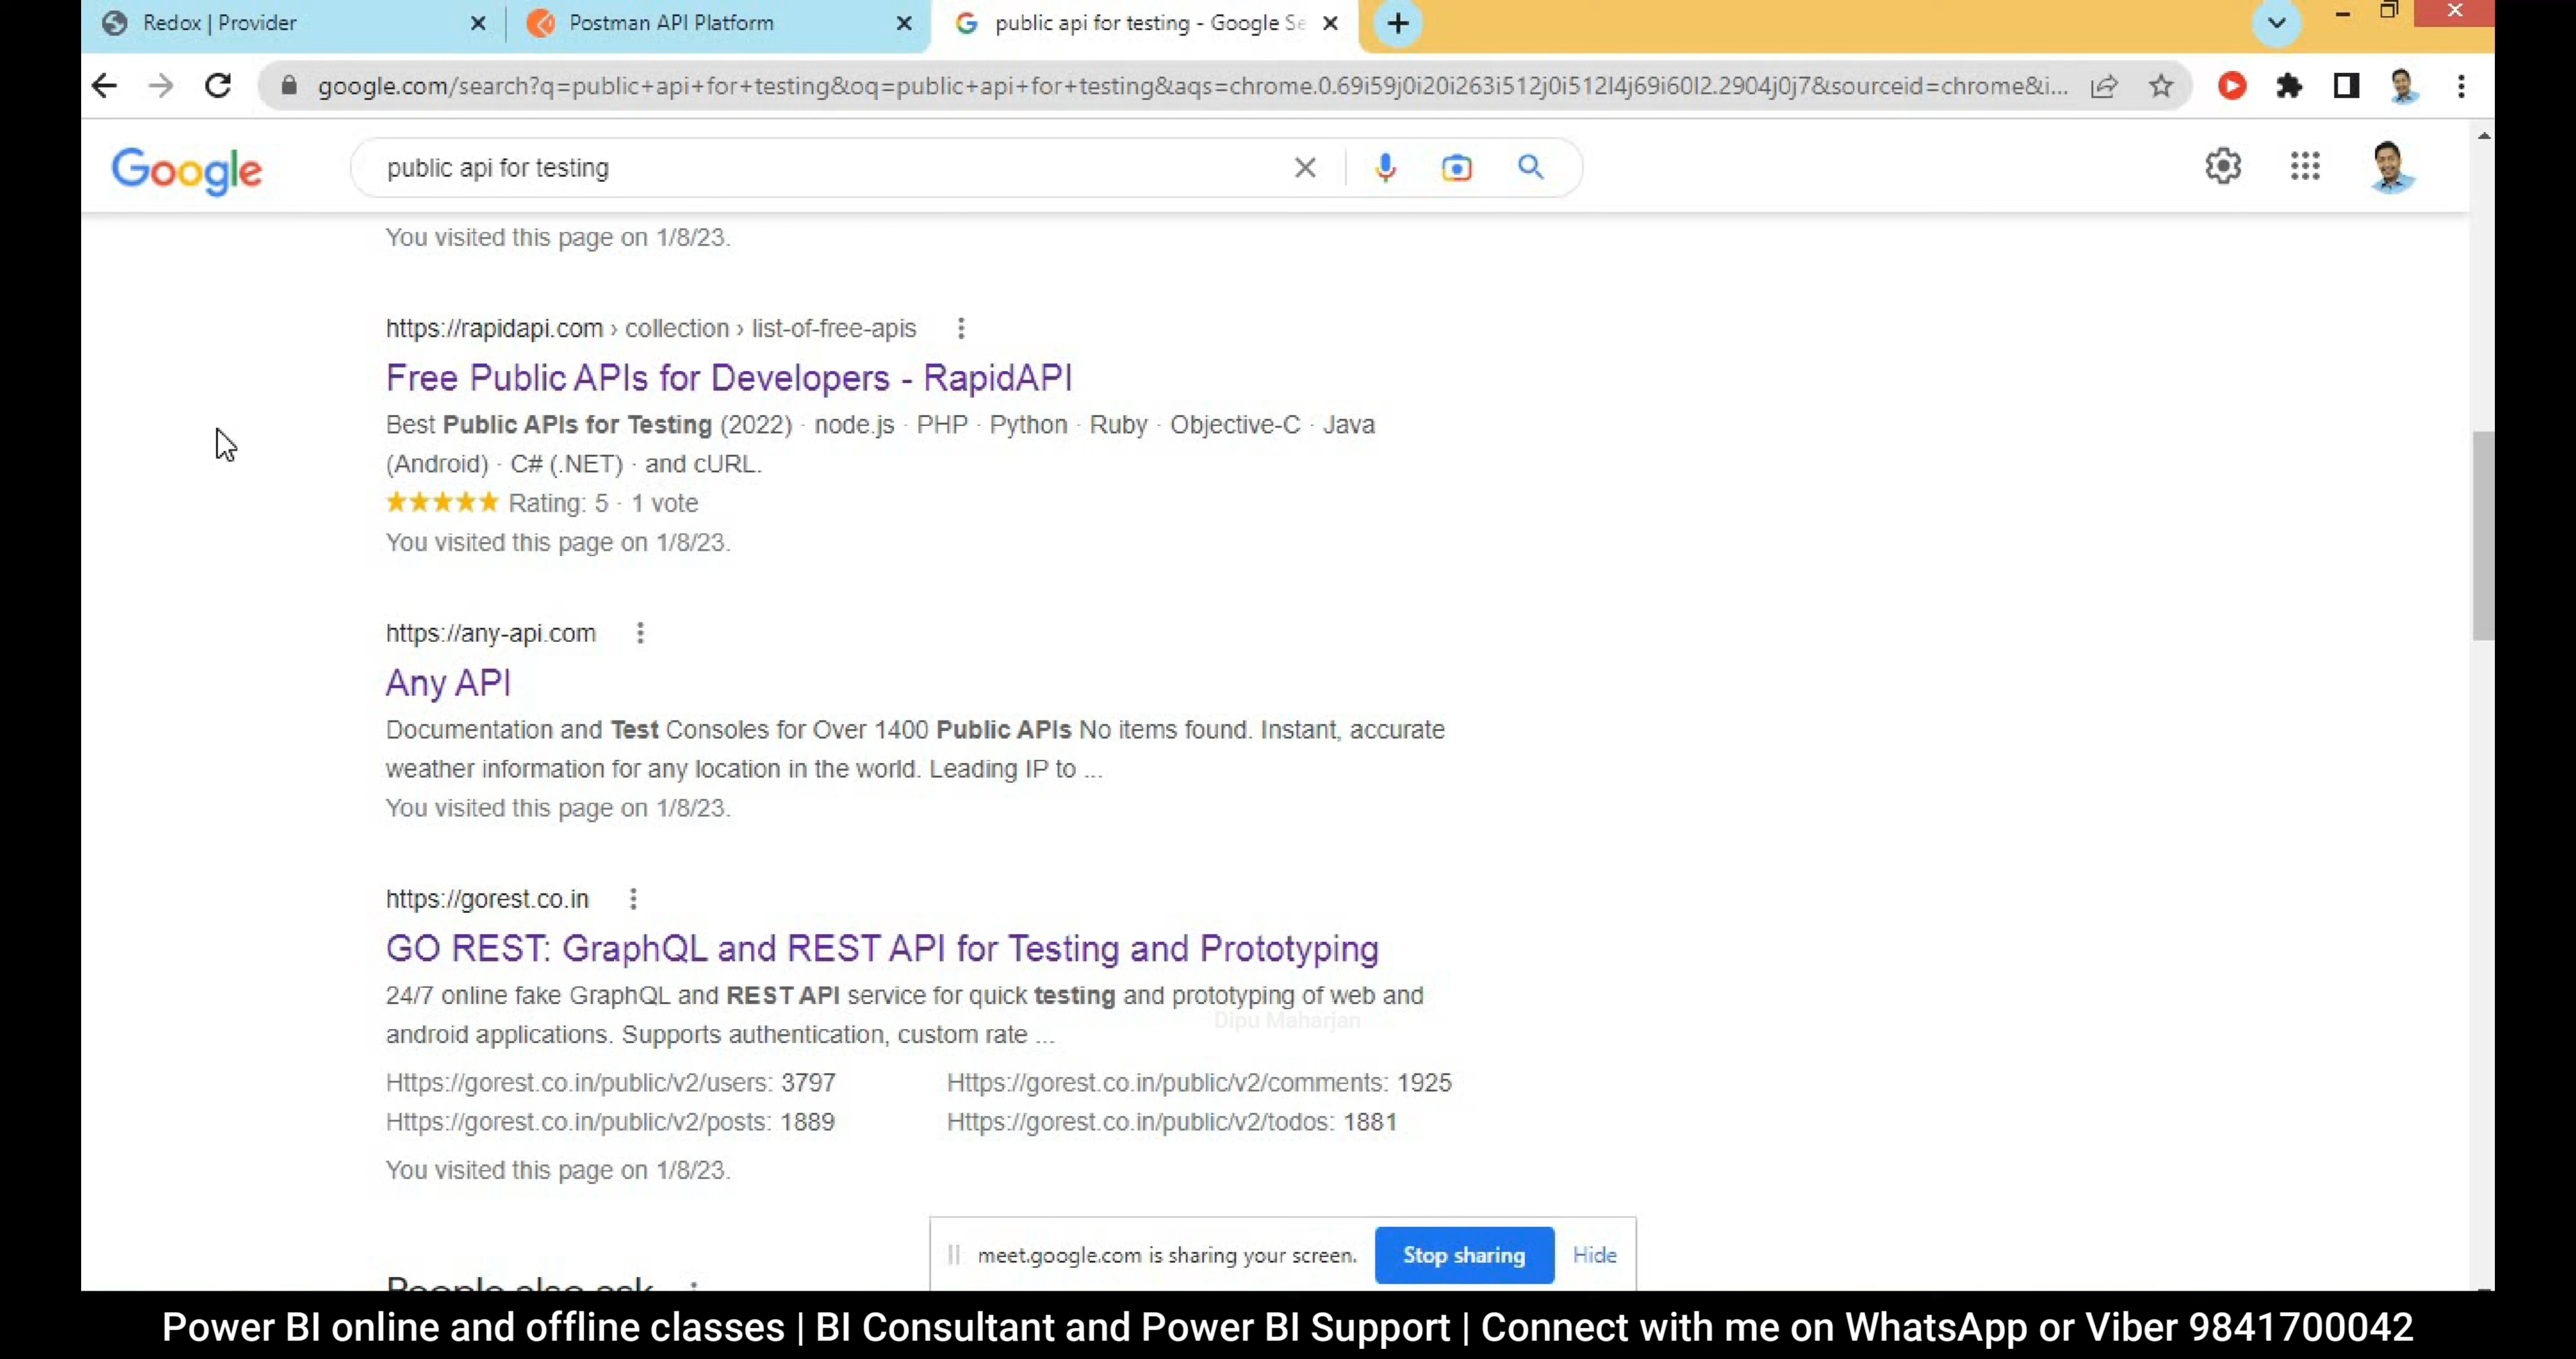 Redox | Provider
Postman API Platform
public api for testing - Google Se
google.com/search?q=public+api+for+testing&oq=public+api+for+testing&aqs=chrome.0.69i59j0i20i263i512j0i512l4j69i60l2.2904j0j7&sourceid=chrome&i...
Google
public api for testing
You visited this page on 1/8/23.
https://rapidapi.com › collection › list-of-free-apis
Free Public APIs for Developers - RapidAPI
Best Public APIs for Testing (2022) · node.js · PHP · Python · Ruby · Objective-C · Java
(Android) · C# (.NET) · and cURL.
Rating: 5 · 1 vote
You visited this page on 1/8/23.
https://any-api.com
Any API
Documentation and Test Consoles for Over 1400 Public APIs No items found. Instant, accurate
weather information for any location in the world. Leading IP to ...
You visited this page on 1/8/23.
https://gorest.co.in
GO REST: GraphQL and REST API for Testing and Prototyping
24/7 online fake GraphQL and REST API service for quick testing and prototyping of web and
Dipu Maharjan
android applications. Supports authentication, custom rate ...
Https://gorest.co.in/public/v2/users: 3797
Https://gorest.co.in/public/v2/comments: 1925
Https://gorest.co.in/public/v2/posts: 1889
Https://gorest.co.in/public/v2/todos: 1881
You visited this page on 1/8/23.
meet.google.com is sharing your screen.
Stop sharing
Hide
People also ask
Power BI online and offline classes | BI Consultant and Power BI Support | Connect with me on WhatsApp or Viber 9841700042